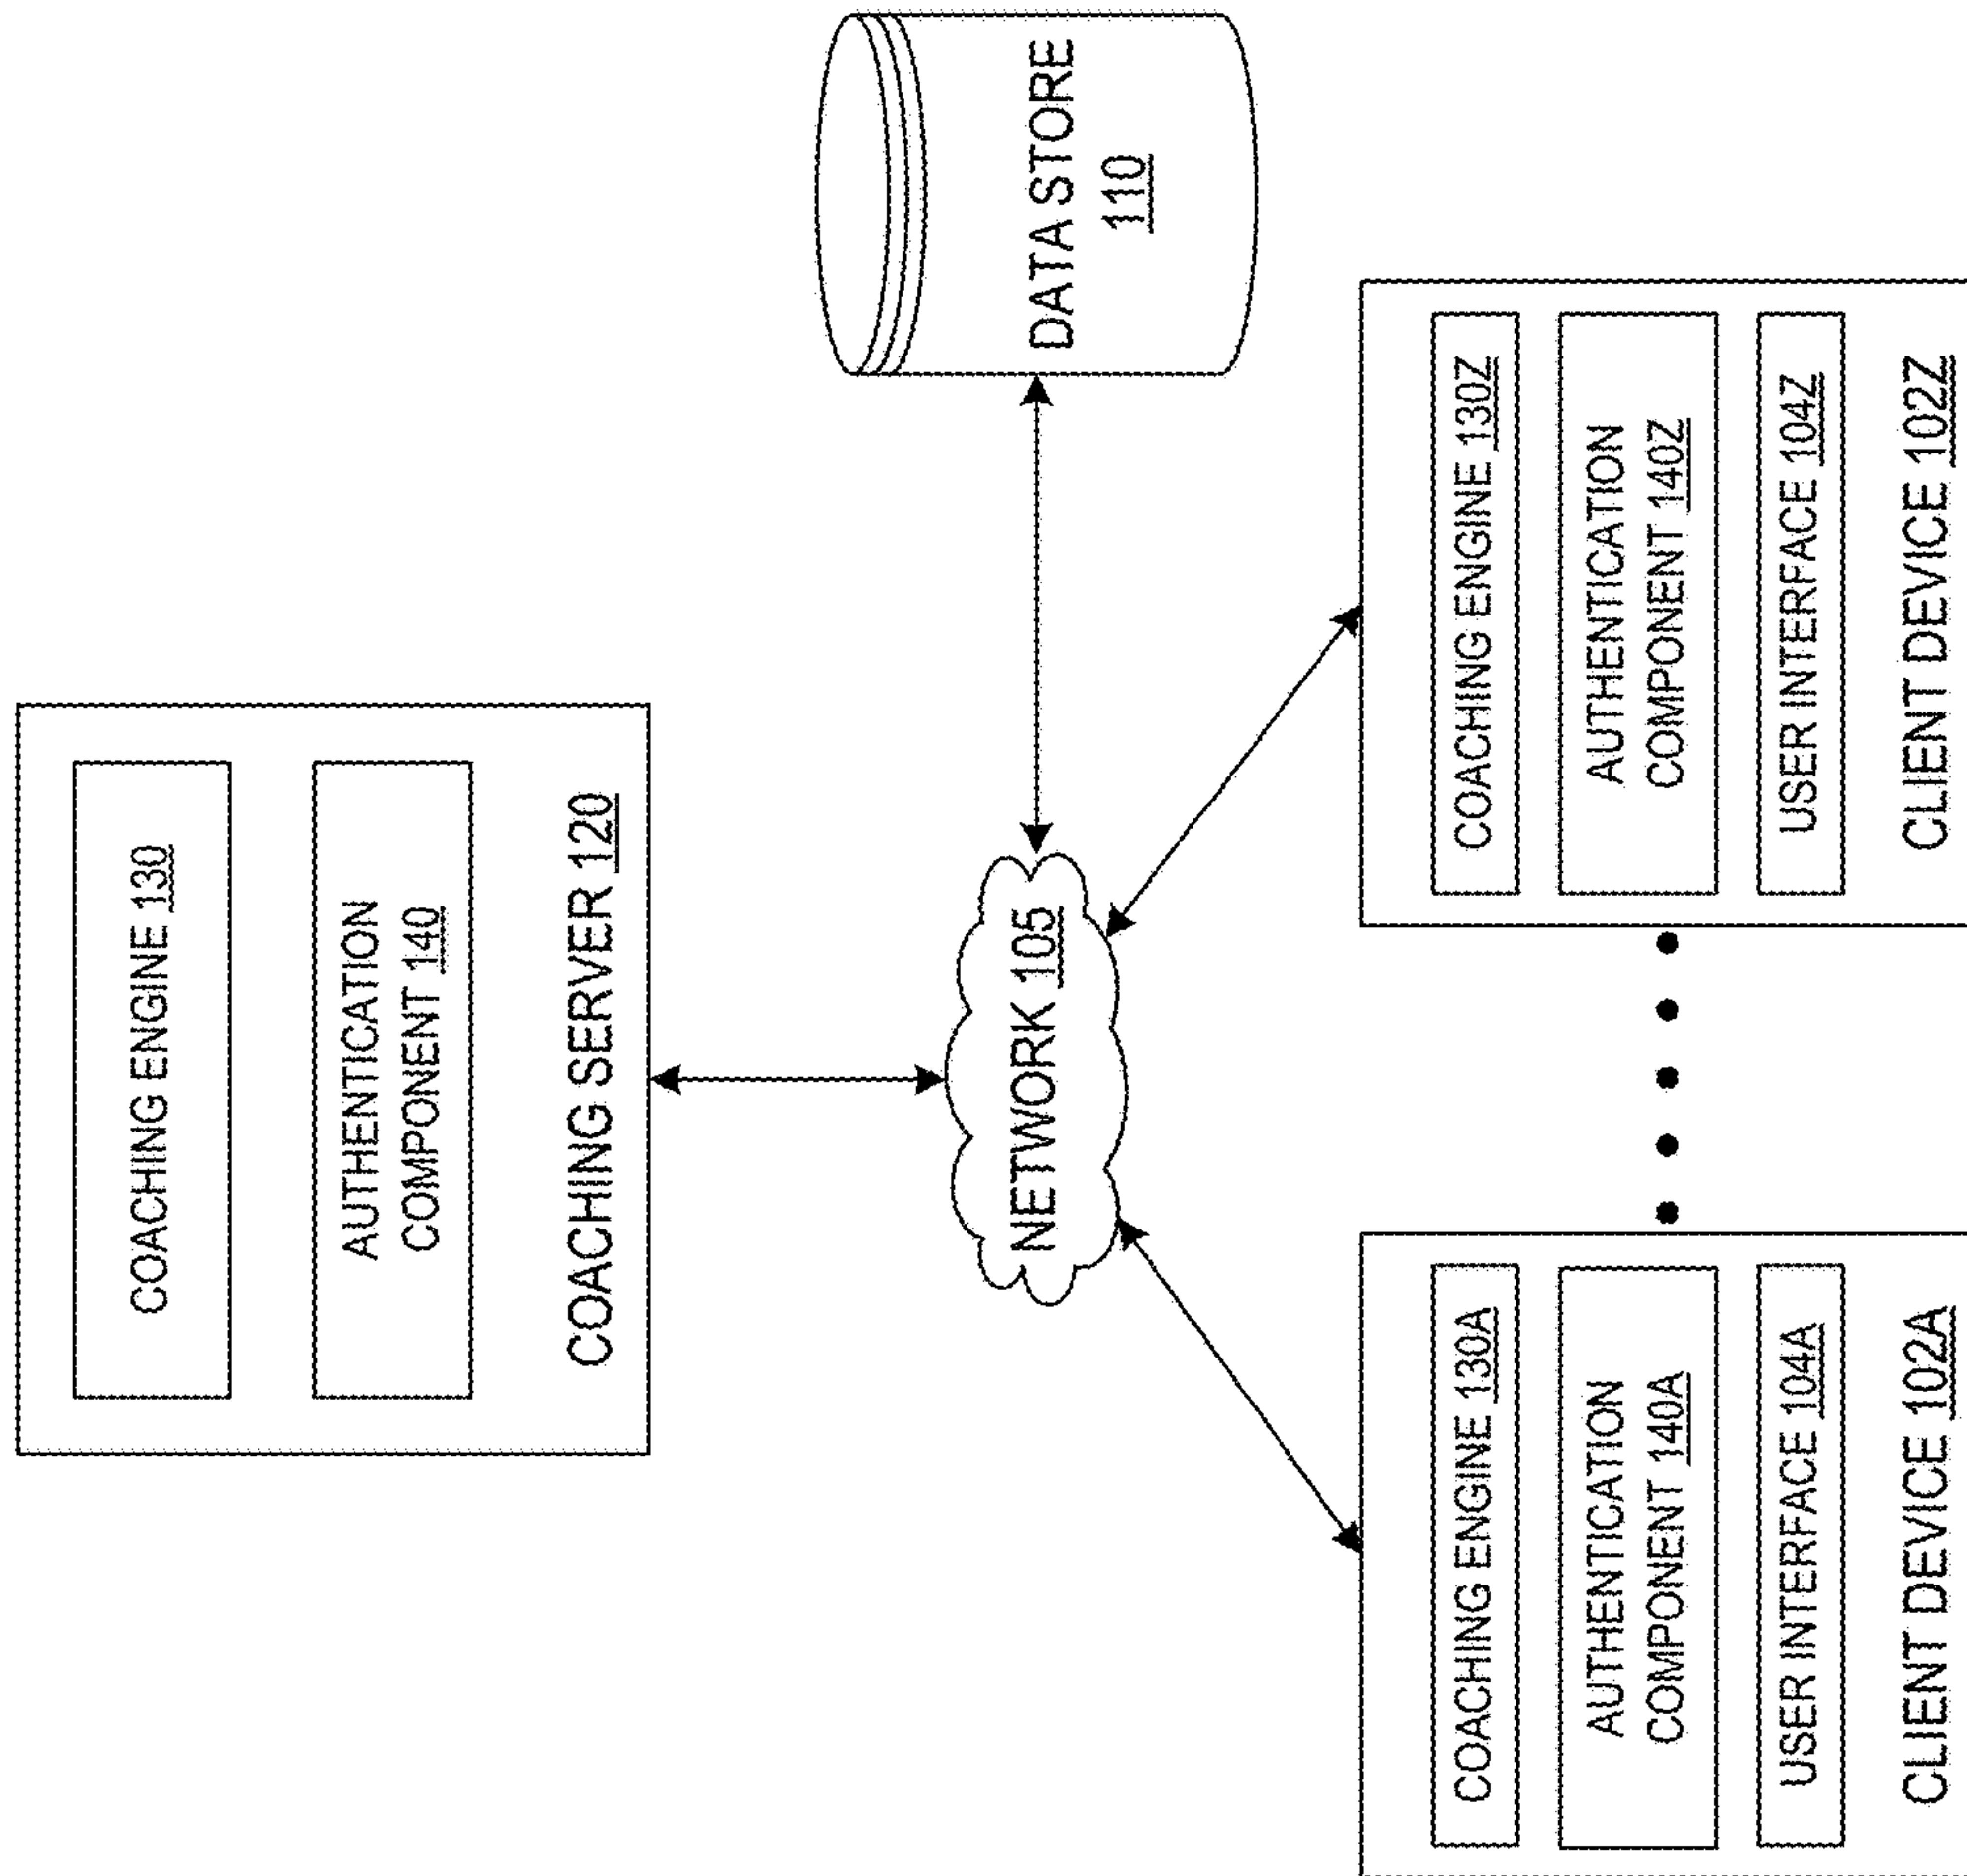 COACHING ENGINE 130
AUTHENTICATION
COMPONENT 140
COACHING SERVER 120
NETWORK 105
DATA STORE
110
COACHING ENGINE 130A
AUTHENTICATION
COMPONENT 140A
USER INTERFACE 104A
CLIENT DEVICE 102A
COACHING ENGINE 130Z
AUTHENTICATION
COMPONENT 140Z
USER INTERFACE 104Z
CLIENT DEVICE 102Z